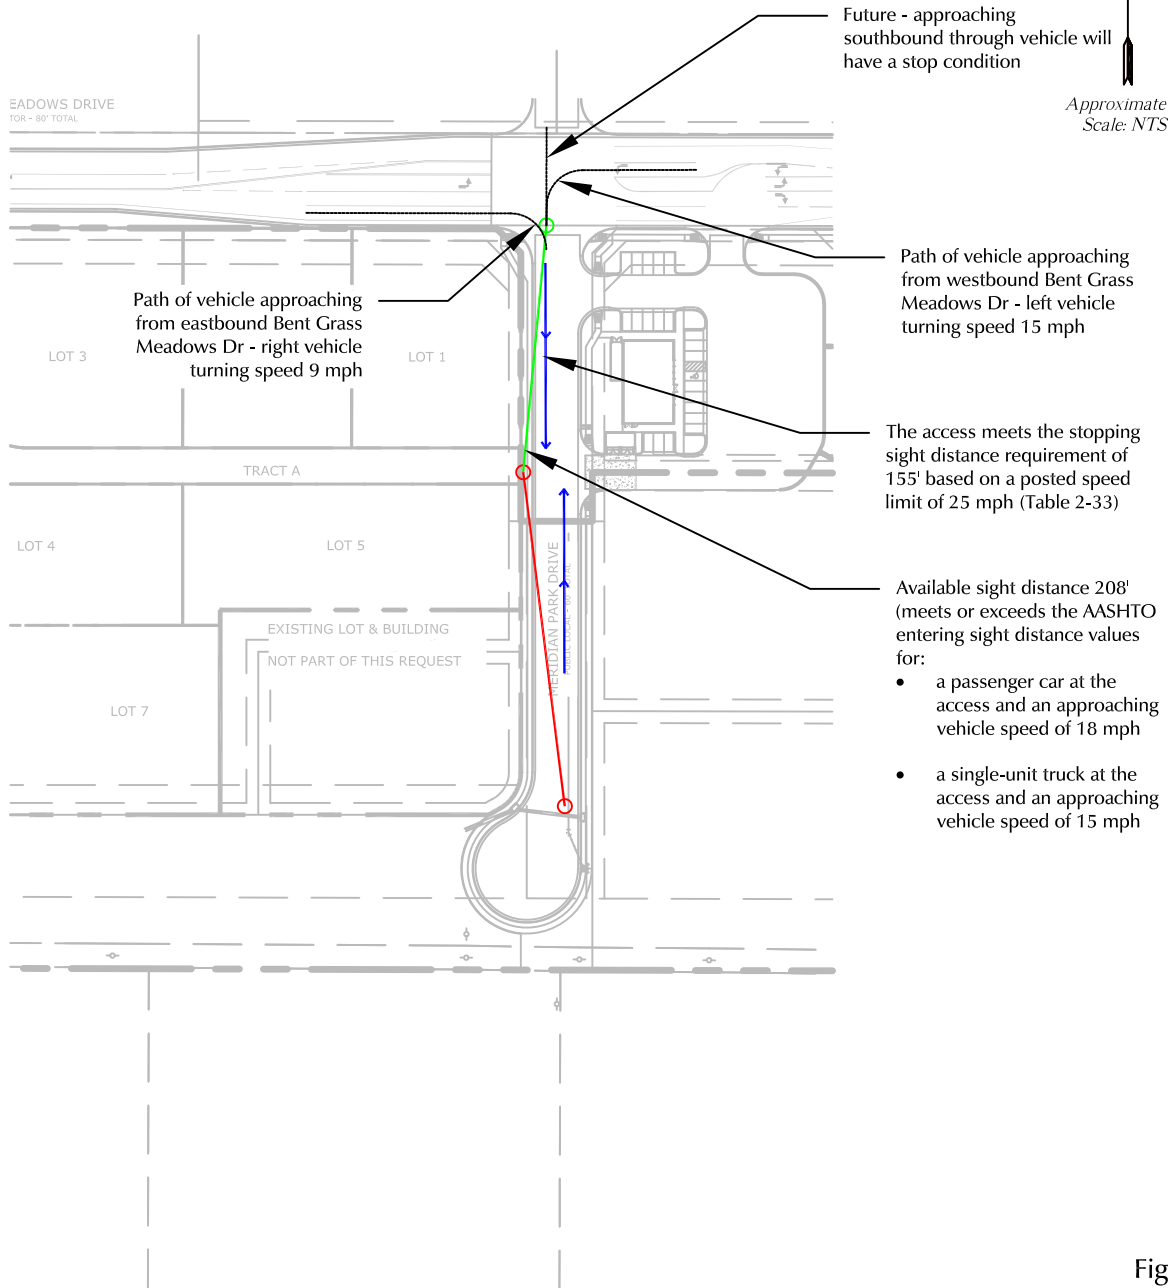 Future - approaching
southbound through vehicle will
have a stop condition
Approximate
Scale: NTS
EADOWS DRIVE
TOR - 80' TOTAL
Path of vehicle approaching
from westbound Bent Grass
Meadows Dr - left vehicle
turning speed 15 mph
Path of vehicle approaching
from eastbound Bent Grass
Meadows Dr - right vehicle
turning speed 9 mph
LOT 3
LOT 1
The access meets the stopping
sight distance requirement of
155' based on a posted speed
limit of 25 mph (Table 2-33)
TRACT A
LOT 4
LOT 5
MERIDIAN PARK DRIVE
PUBLIC LOCAL - 80' TOTAL
Available sight distance 208'
(meets or exceeds the AASHTO
entering sight distance values
for:
• a passenger car at the
access and an approaching
vehicle speed of 18 mph
• a single-unit truck at the
access and an approaching
vehicle speed of 15 mph
EXISTING LOT & BUILDING
NOT PART OF THIS REQUEST
LOT 7
Fig